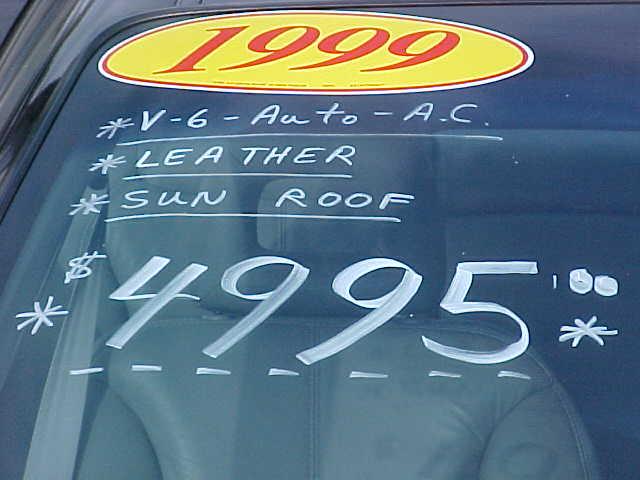 1999
*V-6-Auto-A.C.
*LEATHER
*SUN ROOF
*$4995.00*